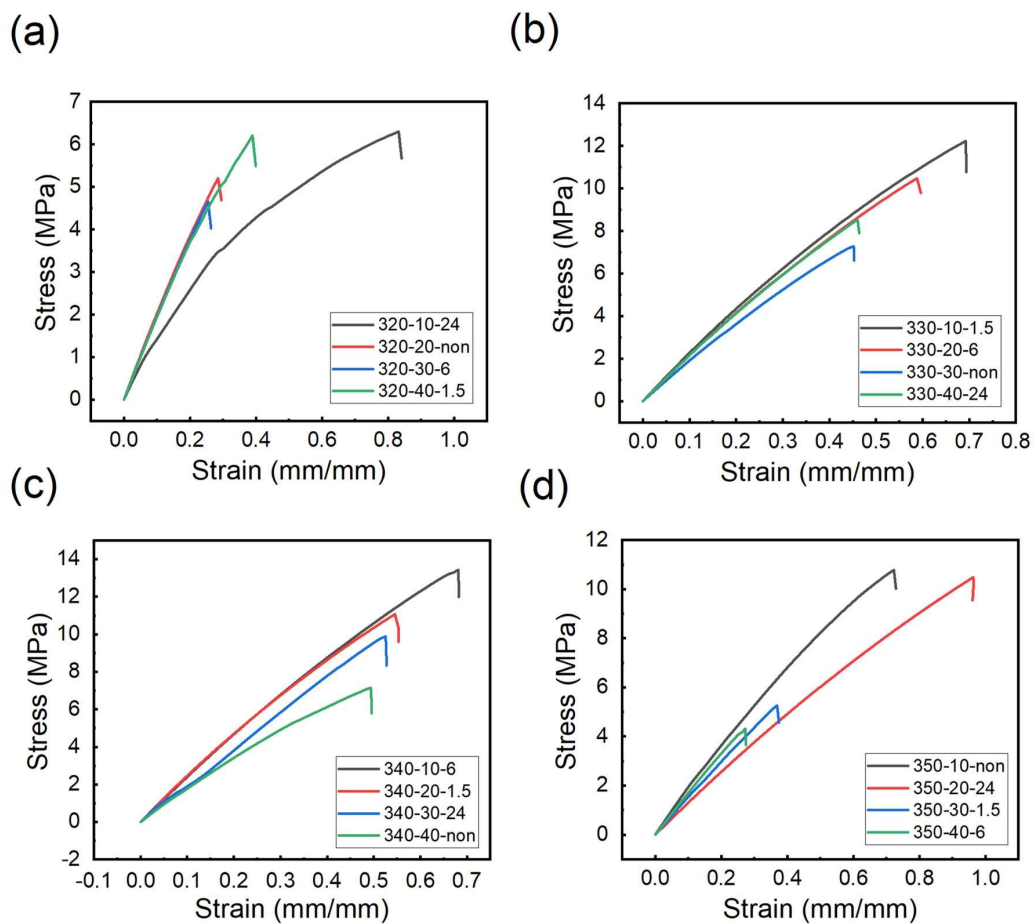 (a)
7
6
5
4
3
2
1
0
Stress (MPa)
0.0 0.2 0.4 0.6 0.8 1.0
Strain (mm/mm)
320-10-24
320-20-non
320-30-6
320-40-1.5
(b)
14
12
10
8
6
4
2
0
Stress (MPa)
0.0 0.1 0.2 0.3 0.4 0.5 0.6 0.7 0.8
Strain (mm/mm)
330-10-1.5
330-20-6
330-30-non
330-40-24
(c)
14
12
10
8
6
4
2
0
-2
Stress (MPa)
-0.1 0.0 0.1 0.2 0.3 0.4 0.5 0.6 0.7
Strain (mm/mm)
340-10-6
340-20-1.5
340-30-24
340-40-non
(d)
12
10
8
6
4
2
0
Stress (MPa)
0.0 0.2 0.4 0.6 0.8 1.0
Strain (mm/mm)
350-10-non
350-20-24
350-30-1.5
350-40-6